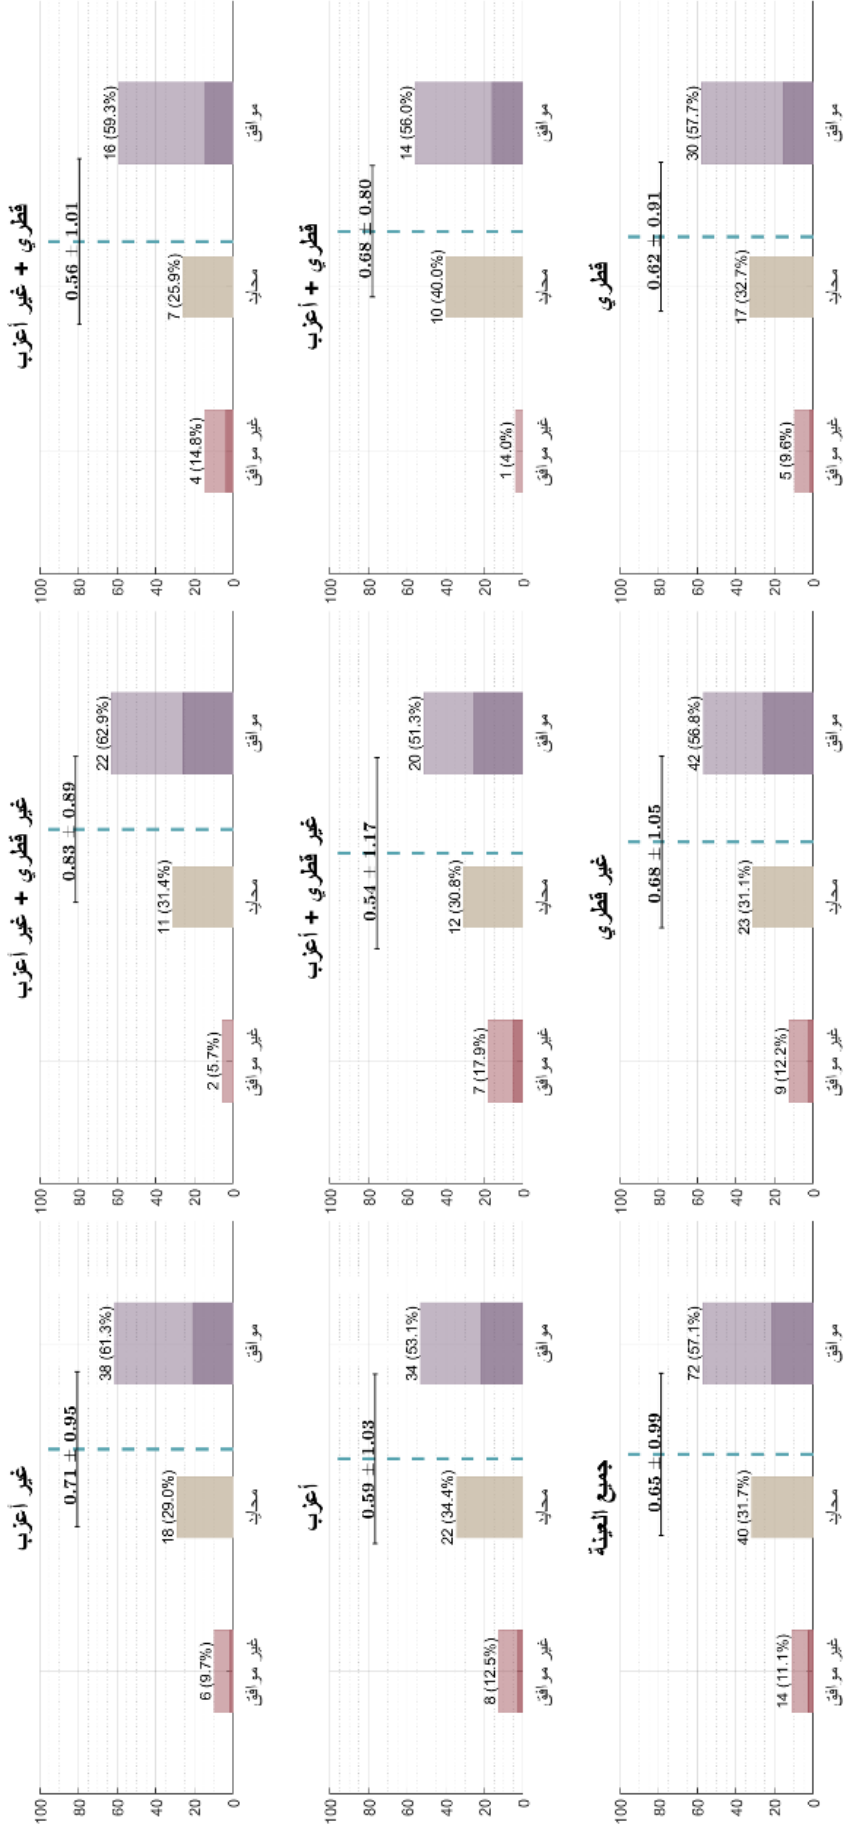 غير أعزب
0.71 ± 0.95
100
80
60
40
20
0
6 (9.7%)
18 (29.0%)
38 (61.3%)
غير موافق
محايد
موافق
غير قطري + غير أعزب
0.83 ± 0.89
100
80
60
40
20
0
2 (5.7%)
11 (31.4%)
22 (62.9%)
غير موافق
محايد
موافق
قطري + غير أعزب
0.56 ± 1.01
100
80
60
40
20
0
4 (14.8%)
7 (25.9%)
16 (59.3%)
غير موافق
محايد
موافق
أعزب
0.59 ± 1.03
100
80
60
40
20
0
8 (12.5%)
22 (34.4%)
34 (53.1%)
غير موافق
محايد
موافق
غير قطري + أعزب
0.54 ± 1.17
100
80
60
40
20
0
7 (17.9%)
12 (30.8%)
20 (51.3%)
غير موافق
محايد
موافق
قطري + أعزب
0.68 ± 0.80
100
80
60
40
20
0
1 (4.0%)
10 (40.0%)
14 (56.0%)
غير موافق
محايد
موافق
جميع العينة
0.65 ± 0.99
100
80
60
40
20
0
14 (11.1%)
40 (31.7%)
72 (57.1%)
غير موافق
محايد
موافق
غير قطري
0.68 ± 1.05
100
80
60
40
20
0
9 (12.2%)
23 (31.1%)
42 (56.8%)
غير موافق
محايد
موافق
قطري
0.62 ± 0.91
100
80
60
40
20
0
5 (9.6%)
17 (32.7%)
30 (57.7%)
غير موافق
محايد
موافق